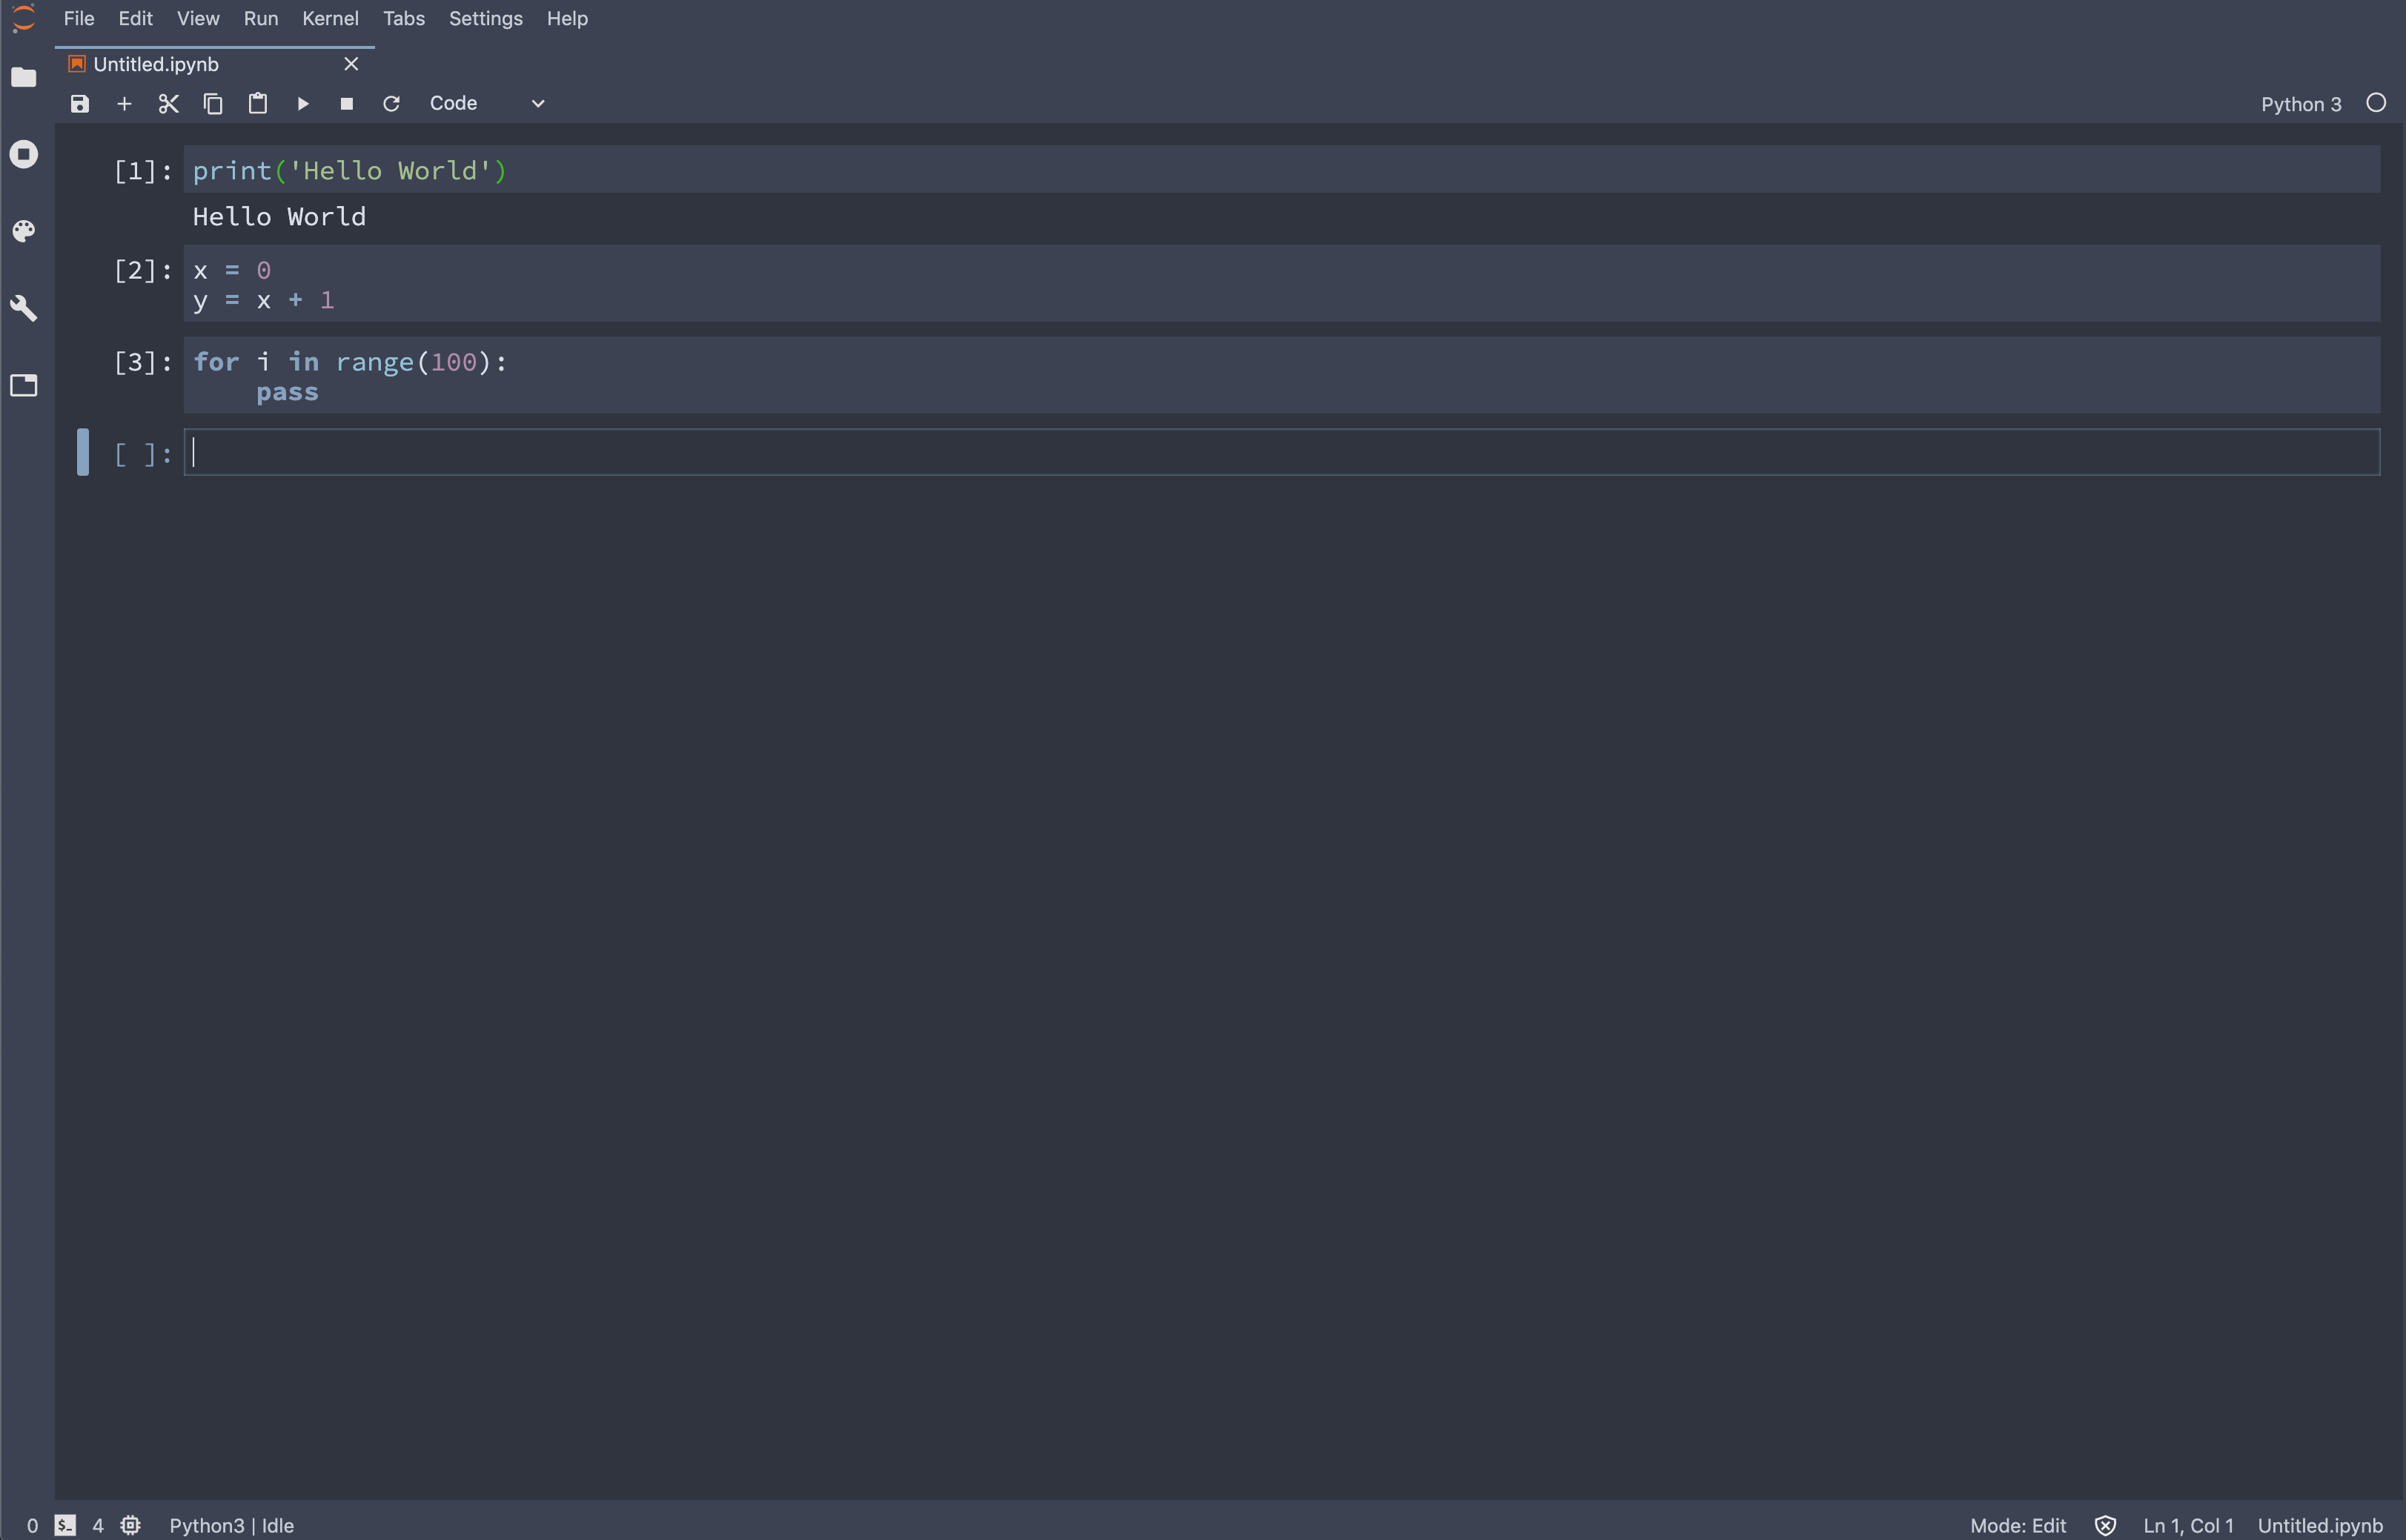 File Edit View Run Kernel Tabs Settings Help
Untitled.ipynb
Code
Python 3
[1]: print('Hello World')
Hello World
[2]: x = 0
y = x + 1
[3]: for i in range(100):
    pass
[ ]:
0 $_ 4 Python3 | Idle Mode: Edit Ln 1, Col 1 Untitled.ipynb